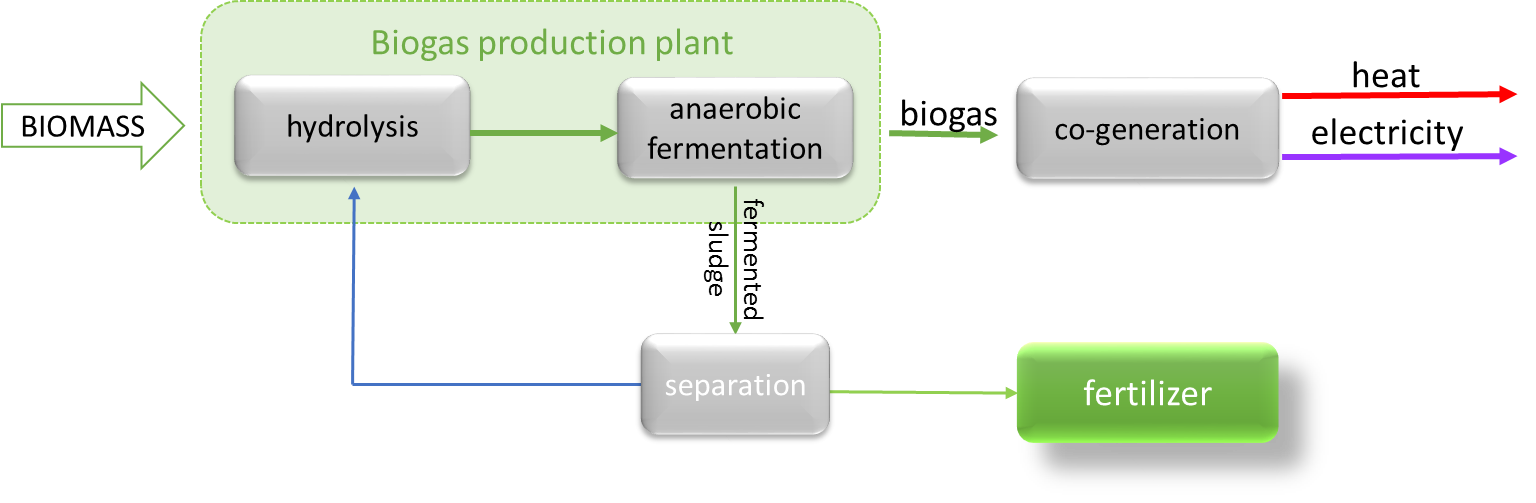 Biogas production plant
BIOMASS
hydrolysis
anaerobic
fermentation
biogas
co-generation
heat
electricity
fermented
sludge
separation
fertilizer